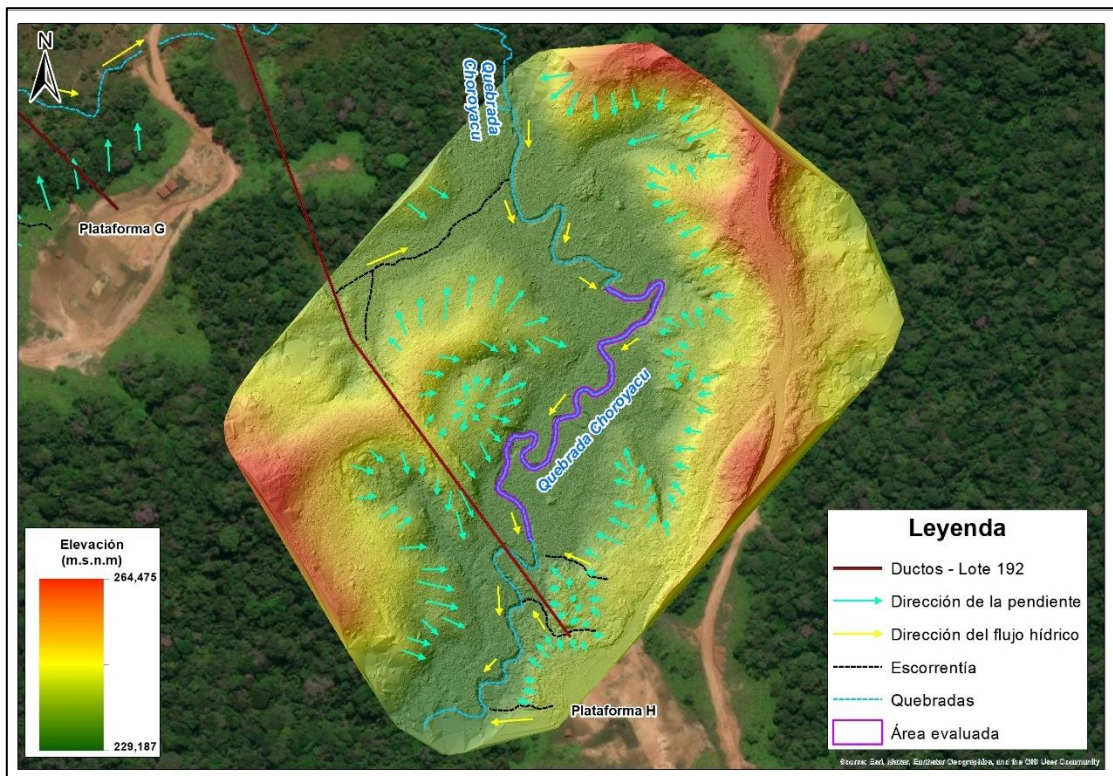 N
Quebrada
Choroyacu
Plataforma G
Quebrada Choroyacu
Plataforma H
Elevación
(m.s.n.m)
264,475
229,187
Leyenda
Ductos - Lote 192
Dirección de la pendiente
Dirección del flujo hídrico
Escorrentía
Quebradas
Área evaluada
Source: Esri, Maxar, Earthstar Geographics, and the GIS User Community